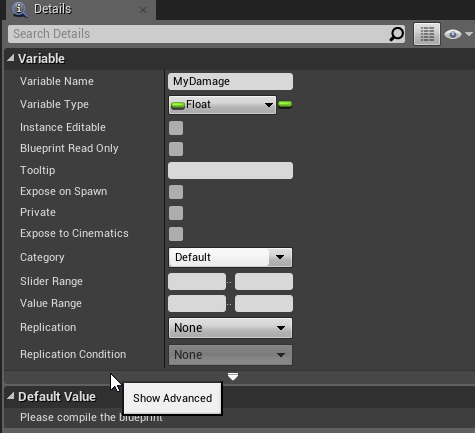 Details
Search Details
Variable
Variable Name MyDamage
Variable Type Float
Instance Editable
Blueprint Read Only
Tooltip
Expose on Spawn
Private
Expose to Cinematics
Category Default
Slider Range ..
Value Range ..
Replication None
Replication Condition None
Show Advanced
Default Value
Please compile the blueprint